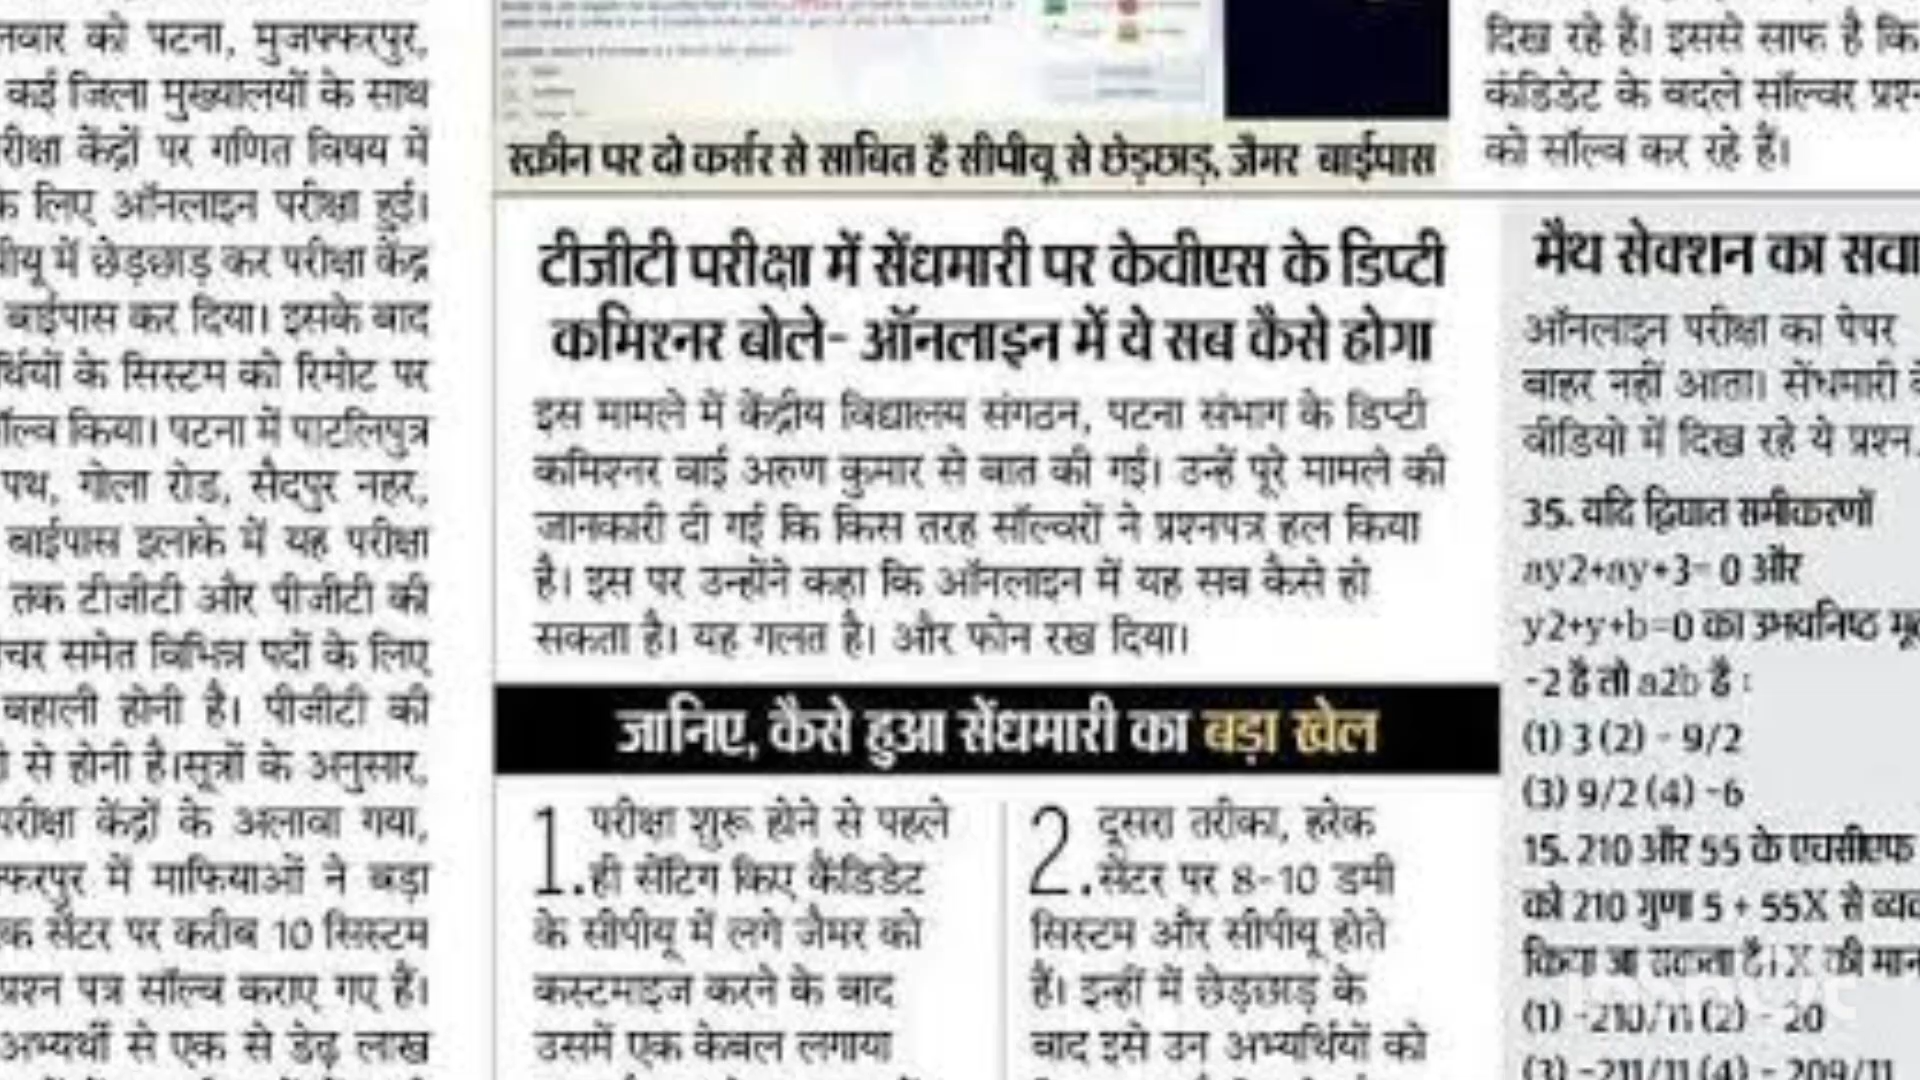 नवार को पटना, मुजफ्फरपुर,
कई जिला मुख्यालयों के साथ
रीक्षा केंद्रों पर गणित विषय में
के लिए ऑनलाइन परीक्षा हुई।
पीयू में छेड़छाड़ कर परीक्षा केंद्र
बाईपास कर दिया। इसके बाद
र्थियों के सिस्टम को रिमोट पर
ॉल्व किया। पटना में पाटलिपुत्र
पथ, गोला रोड, सैदपुर नहर,
बाईपास इलाके में यह परीक्षा
तक टीजीटी और पीजीटी की
चर समेत विभिन्न पदों के लिए
बहाली होनी है। पीजीटी की
से होनी है।सूत्रों के अनुसार,
परीक्षा केंद्रों के अलावा गया,
फ्फरपुर में माफियाओं ने बड़ा
एक सेंटर पर करीब 10 सिस्टम
प्रश्न पत्र सॉल्व कराए गए हैं।
अभ्यर्थी से एक से डेढ़ लाख
स्क्रीन पर दो कर्सर से साबित है सीपीयू से छेड़छाड़, जैमर बाईपास
टीजीटी परीक्षा में सेंधमारी पर केवीएस के डिप्टी
कमिश्नर बोले- ऑनलाइन में ये सब कैसे होगा
इस मामले में केंद्रीय विद्यालय संगठन, पटना संभाग के डिप्टी
कमिश्नर वाई अरुण कुमार से बात की गई। उन्हें पूरे मामले की
जानकारी दी गई कि किस तरह सॉल्वरों ने प्रश्नपत्र हल किया
है। इस पर उन्होंने कहा कि ऑनलाइन में यह सब कैसे हो
सकता है। यह गलत है। और फोन रख दिया।
जानिए, कैसे हुआ सेंधमारी का बड़ा खेल
1. परीक्षा शुरू होने से पहले
ही सेटिंग किए कैंडिडेट
के सीपीयू में लगे जैमर को
कस्टमाइज करने के बाद
उसमें एक केबल लगाया
2. दूसरा तरीका, हरेक
सेंटर पर 8-10 डमी
सिस्टम और सीपीयू होते
हैं। इन्हीं में छेड़छाड़ के
बाद इसे उन अभ्यर्थियों को
दिख रहे हैं। इससे साफ है कि
कंडिडेट के बदले सॉल्वर प्रश्न
को सॉल्व कर रहे हैं।
मैथ सेक्शन का सवा
ऑनलाइन परीक्षा का पेपर
बाहर नहीं आता। सेंधमारी के
वीडियो में दिख रहे ये प्रश्न.
35. यदि द्विघात समीकरणों
ay2+ay+3= 0 और
y2+y+b=0 का उभयनिष्ठ मूल
-2 है तो a2b है :
(1) 3 (2) - 9/2
(3) 9/2 (4) -6
15. 210 और 55 के एचसीएफ
को 210 गुणा 5 + 55X से व्यक्
किया जा सकता है। X की मान
(1) -210/11 (2) - 20
(3) -211/11 (4) - 209/11